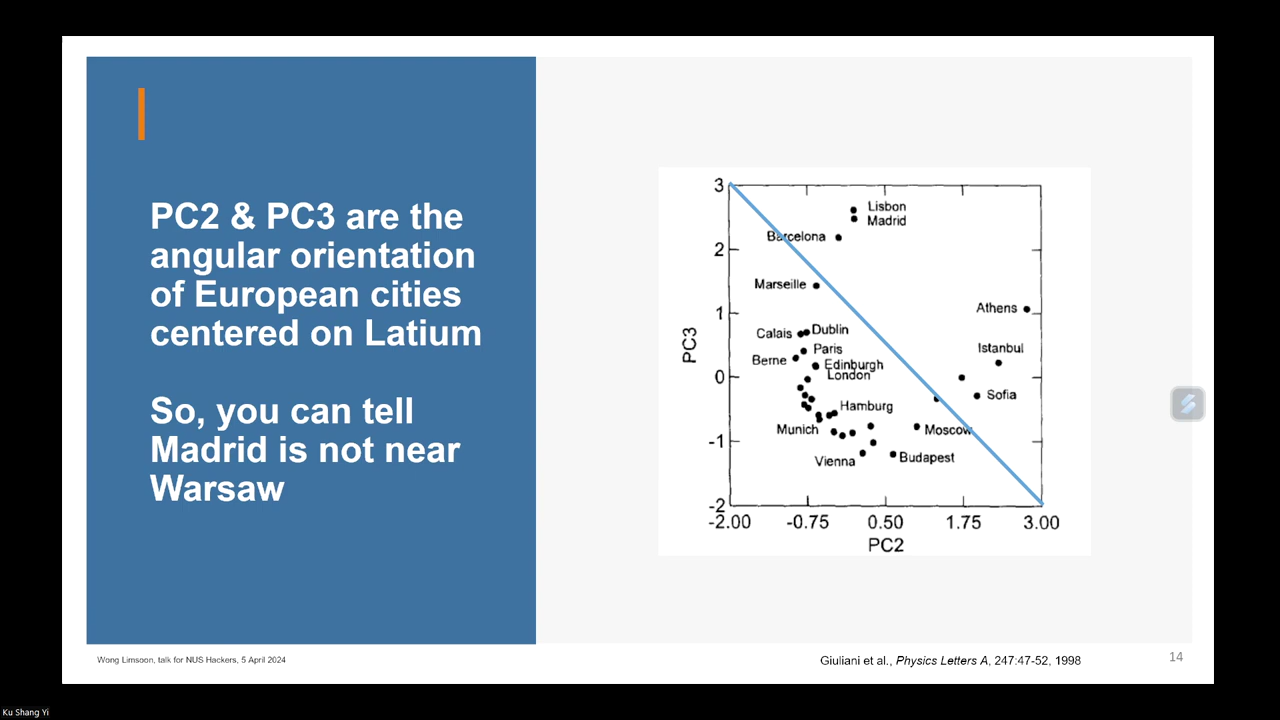 PC2 & PC3 are the
angular orientation
of European cities
centered on Latium
So, you can tell
Madrid is not near
Warsaw
3
2
1
0
-1
-2
PC3
-2.00 -0.75 0.50 1.75 3.00
PC2
Lisbon
Madrid
Barcelona
Marseille
Athens
Calais Dublin
Istanbul
Paris
Berne
Edinburgh
London
Sofia
Hamburg
Munich
Moscow
Vienna
Budapest
Wong Limsoon, talk for NUS Hackers, 5 April 2024
Giuliani et al., Physics Letters A, 247:47-52, 1998
14
Ku Shang Yi